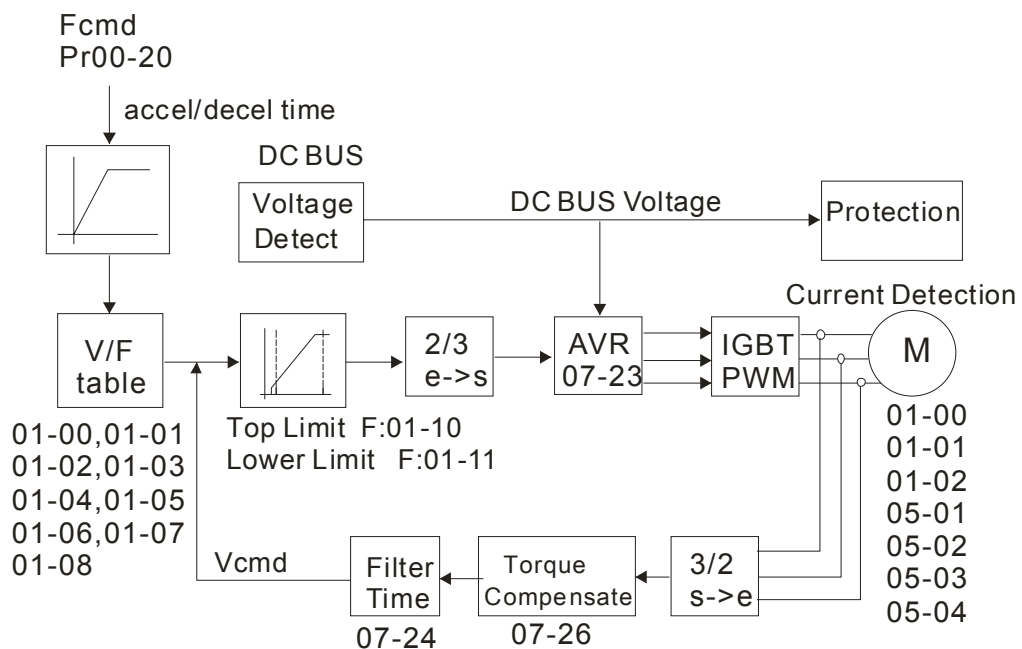 Fcmd
Pr00-20
accel/decel time
DC BUS
Voltage
Detect
DC BUS Voltage
Protection
Current Detection
V/F
table
2/3
e->s
AVR
07-23
IGBT
PWM
M
01-00,01-01
01-02,01-03
01-04,01-05
01-06,01-07
01-08
Top Limit F:01-10
Lower Limit F:01-11
01-00
01-01
01-02
05-01
05-02
05-03
05-04
Vcmd
Filter
Time
07-24
Torque
Compensate
07-26
3/2
s->e